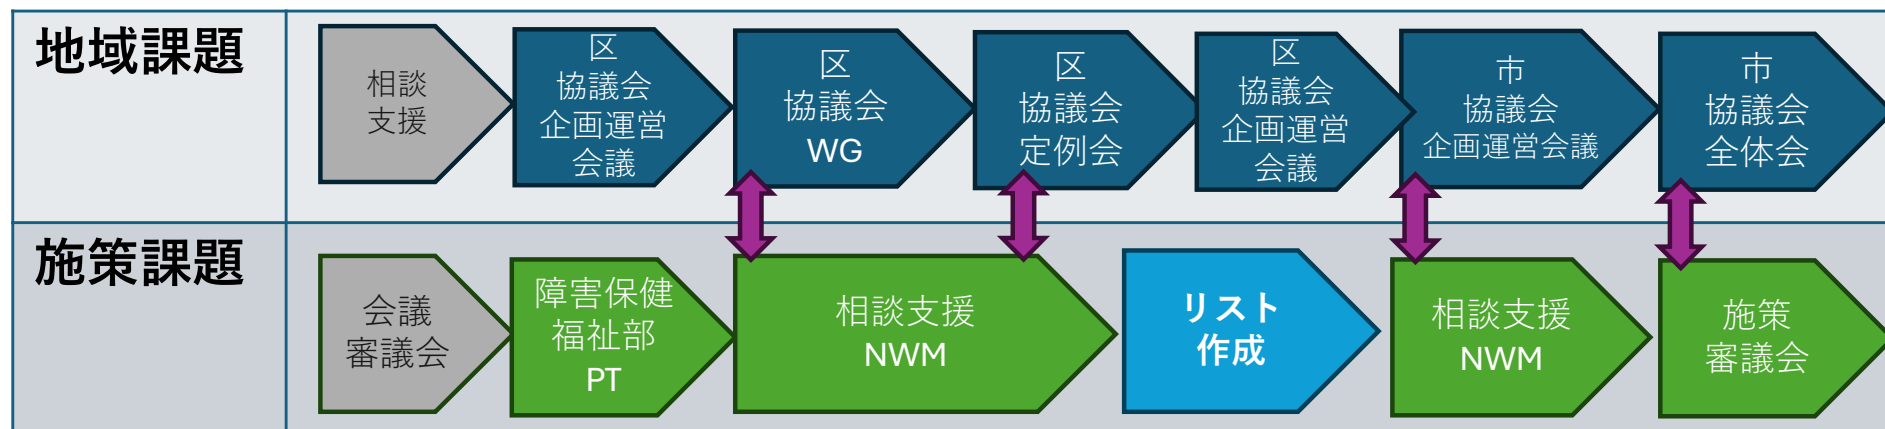 地域課題
相談
支援
区
協議会
企画運営
会議
区
協議会
WG
区
協議会
定例会
区
協議会
企画運営
会議
市
協議会
企画運営会議
市
協議会
全体会
施策課題
会議
審議会
障害保健
福祉部
PT
相談支援
NWM
リスト
作成
相談支援
NWM
施策
審議会